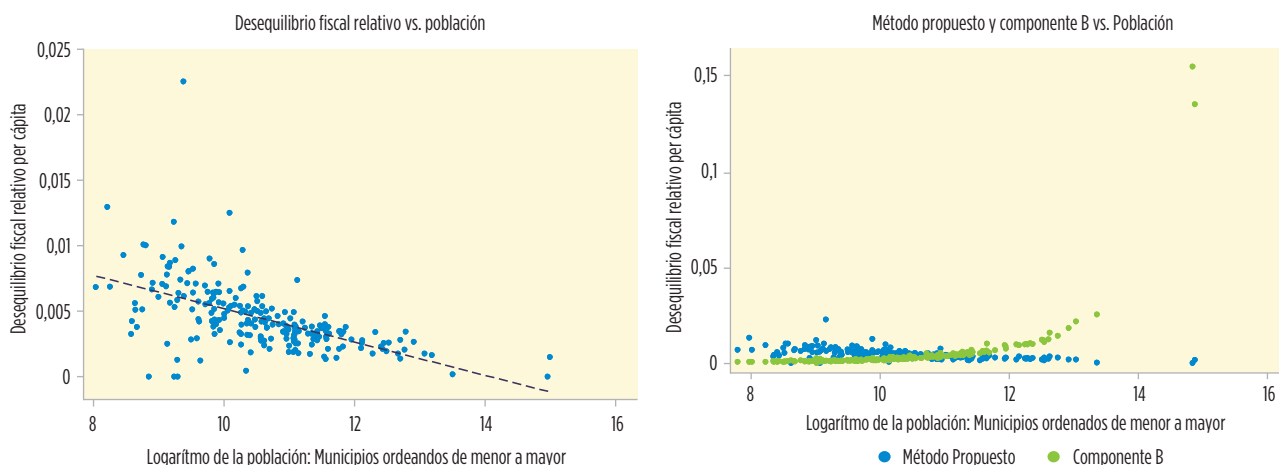 Desequilibrio fiscal relativo vs. población
Desequilibrio fiscal relativo per cápita
0,025
0,02
0,015
0,01
0,005
0
8
10
12
14
16
Logarítmo de la población: Municipios ordeandos de menor a mayor
Método propuesto y componente B vs. Población
Desequilibrio fiscal relativo per cápita
0,15
0,1
0,05
0
8
10
12
14
16
Logarítmo de la población: Municipios ordenados de menor a mayor
Método Propuesto
Componente B